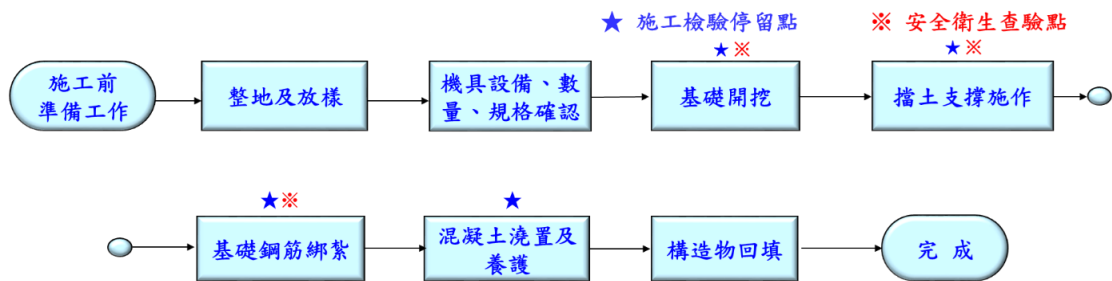 ★ 施工檢驗停留點 ※ 安全衛生查驗點
★※ ★※
施工前
準備工作
整地及放樣
機具設備、數
量、規格確認
基礎開挖
擋土支撐施作
★※ ★
基礎鋼筋綁紮
混凝土澆置及
養護
構造物回填
完 成